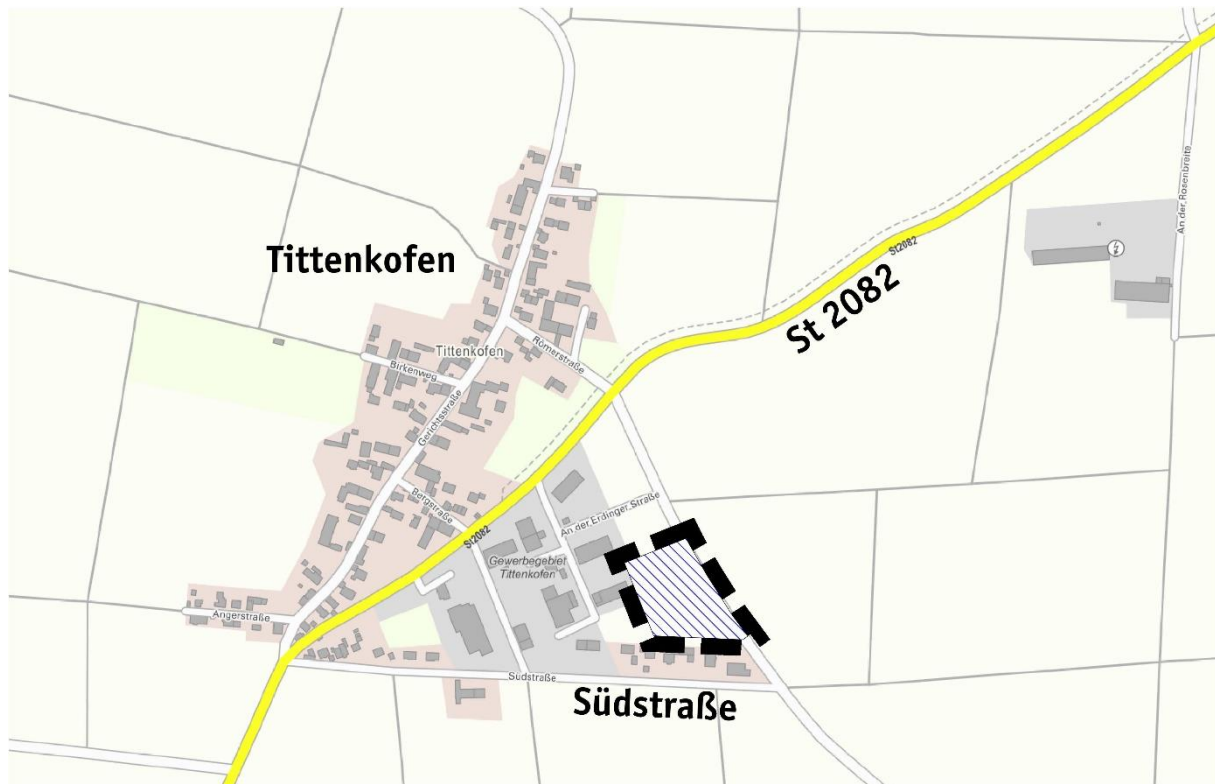 An der Rosenbreite
Tittenkofen
St2082
St 2082
Römerstraße
Tittenkofen
Birkenweg
Gerichtsstraße
Bergstraße
An der Erdinger Straße
St2082
Gewerbegebiet
Tittenkofen
Angerstraße
Südstraße
Südstraße